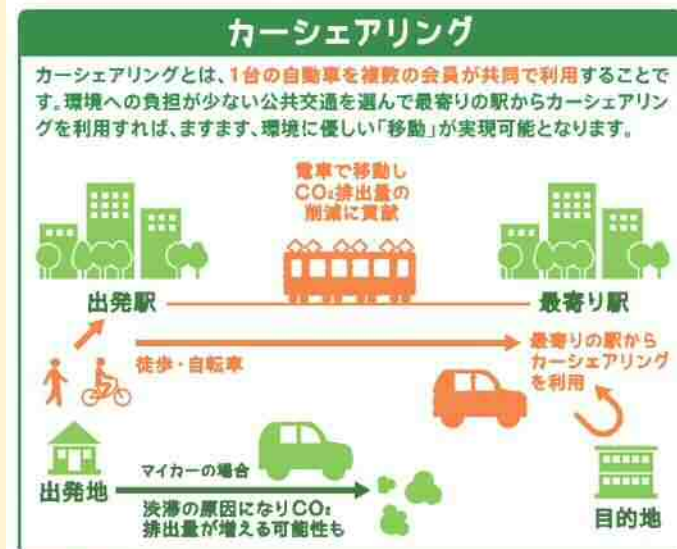 カーシェアリング
カーシェアリングとは、1台の自動車を複数の会員が共同で利用することで
す。環境への負担が少ない公共交通を選んで最寄りの駅からカーシェアリン
グを利用すれば、ますます、環境に優しい「移動」が実現可能となります。
電車で移動し
CO₂排出量の
削減に貢献
出発駅
最寄り駅
徒歩・自転車
最寄りの駅から
カーシェアリング
を利用
出発地
マイカーの場合
渋滞の原因になりCO₂
排出量が増える可能性も
目的地